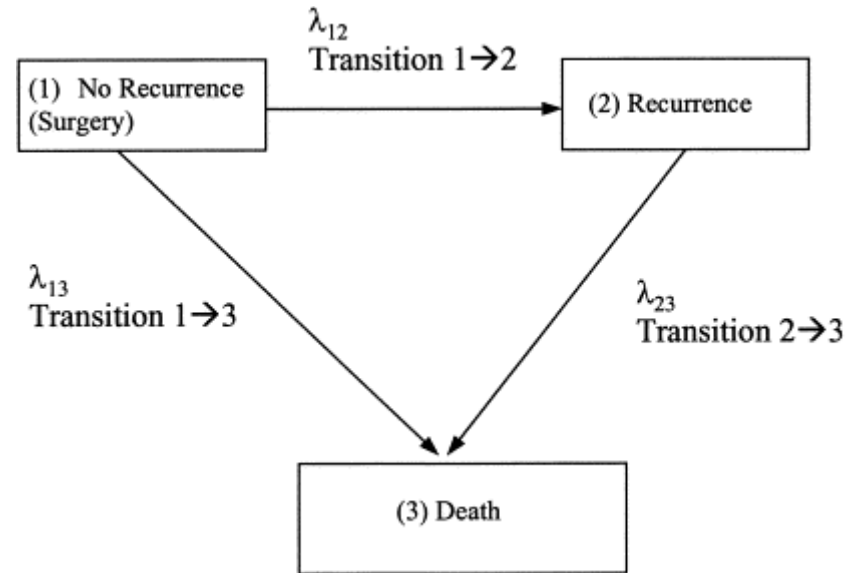 λ12
Transition 1→2
(1) No Recurrence
(Surgery)
(2) Recurrence
λ13
Transition 1→3
λ23
Transition 2→3
(3) Death